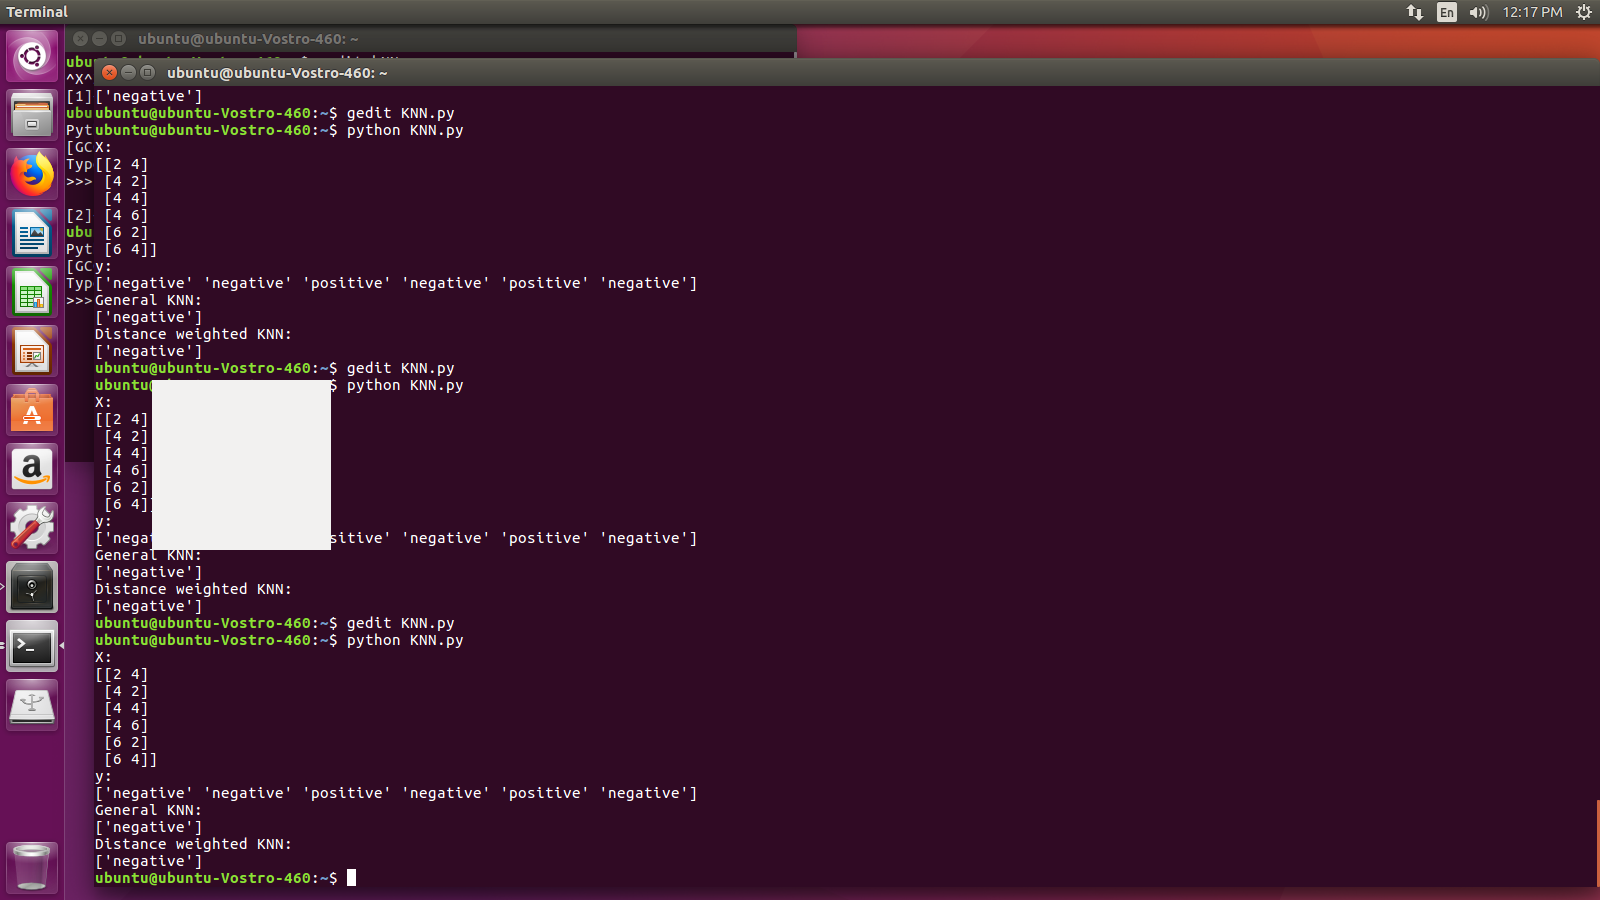 Terminal
En
12:17 PM
ubuntu@ubuntu-Vostro-460: ~
ubuntu@ubuntu-Vostro-460: ~
ubu
^X^
[1]
ubu
Pyt
[GC
Typ
>>>
[2]
ubu
Pyt
[GC
Typ
>>>
['negative']
ubuntu@ubuntu-Vostro-460:~$ gedit KNN.py
ubuntu@ubuntu-Vostro-460:~$ python KNN.py
X:
[[2 4]
[4 2]
[4 4]
[4 6]
[6 2]
[6 4]]
y:
['negative' 'negative' 'positive' 'negative' 'positive' 'negative']
General KNN:
['negative']
Distance weighted KNN:
['negative']
ubuntu@ubuntu-Vostro-460:~$ gedit KNN.py
ubuntu $ python KNN.py
X:
[[2 4]
[4 2]
[4 4]
[4 6]
[6 2]
[6 4]]
y:
['negat sitive' 'negative' 'positive' 'negative']
General KNN:
['negative']
Distance weighted KNN:
['negative']
ubuntu@ubuntu-Vostro-460:~$ gedit KNN.py
ubuntu@ubuntu-Vostro-460:~$ python KNN.py
X:
[[2 4]
[4 2]
[4 4]
[4 6]
[6 2]
[6 4]]
y:
['negative' 'negative' 'positive' 'negative' 'positive' 'negative']
General KNN:
['negative']
Distance weighted KNN:
['negative']
ubuntu@ubuntu-Vostro-460:~$